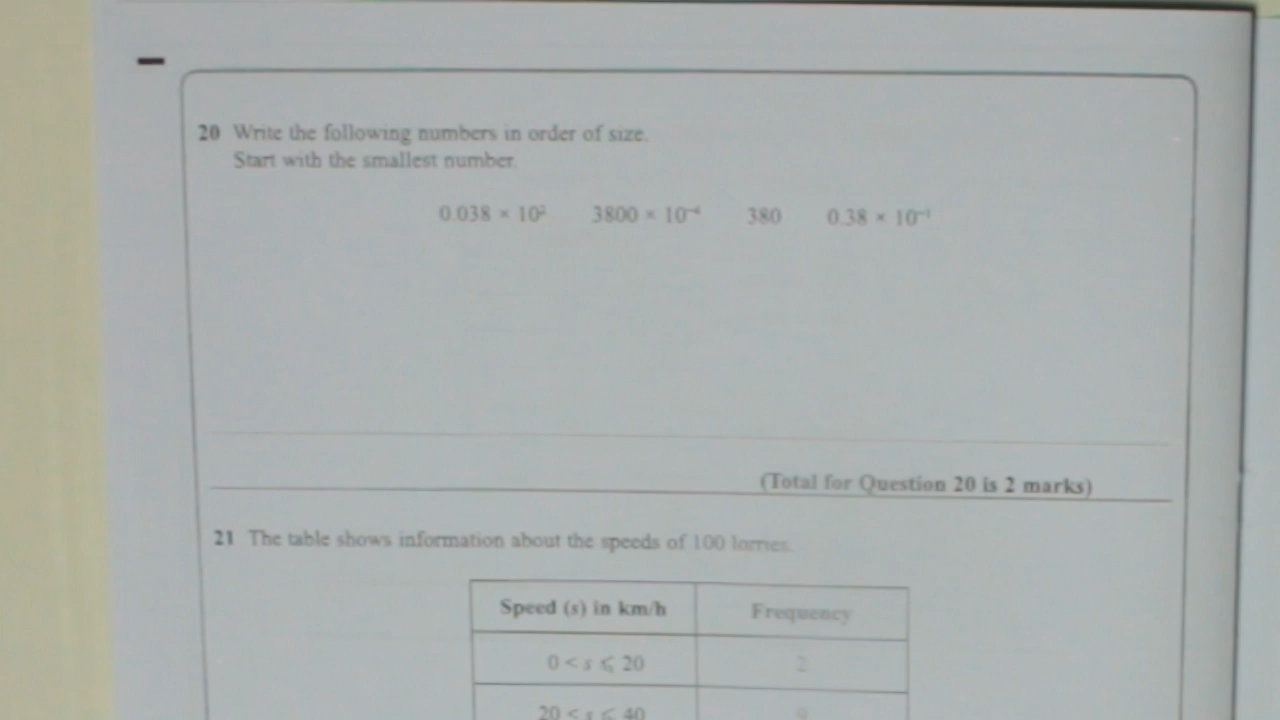 20 Write the following numbers in order of size.
Start with the smallest number.
0.038 × 10² 3800 × 10⁻⁴ 380 0.38 × 10⁻¹
(Total for Question 20 is 2 marks)
21 The table shows information about the speeds of 100 lorries.
Speed (s) in km/h Frequency
0 < s ⩽ 20 2
20 < s ⩽ 40